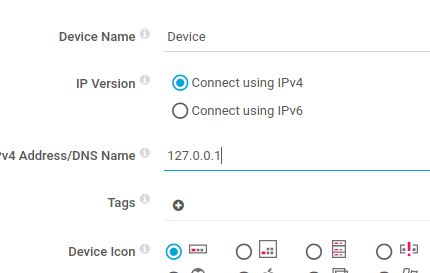 Device Name Device
IP Version Connect using IPv4
Connect using IPv6
v4 Address/DNS Name 127.0.0.1
Tags
Device Icon